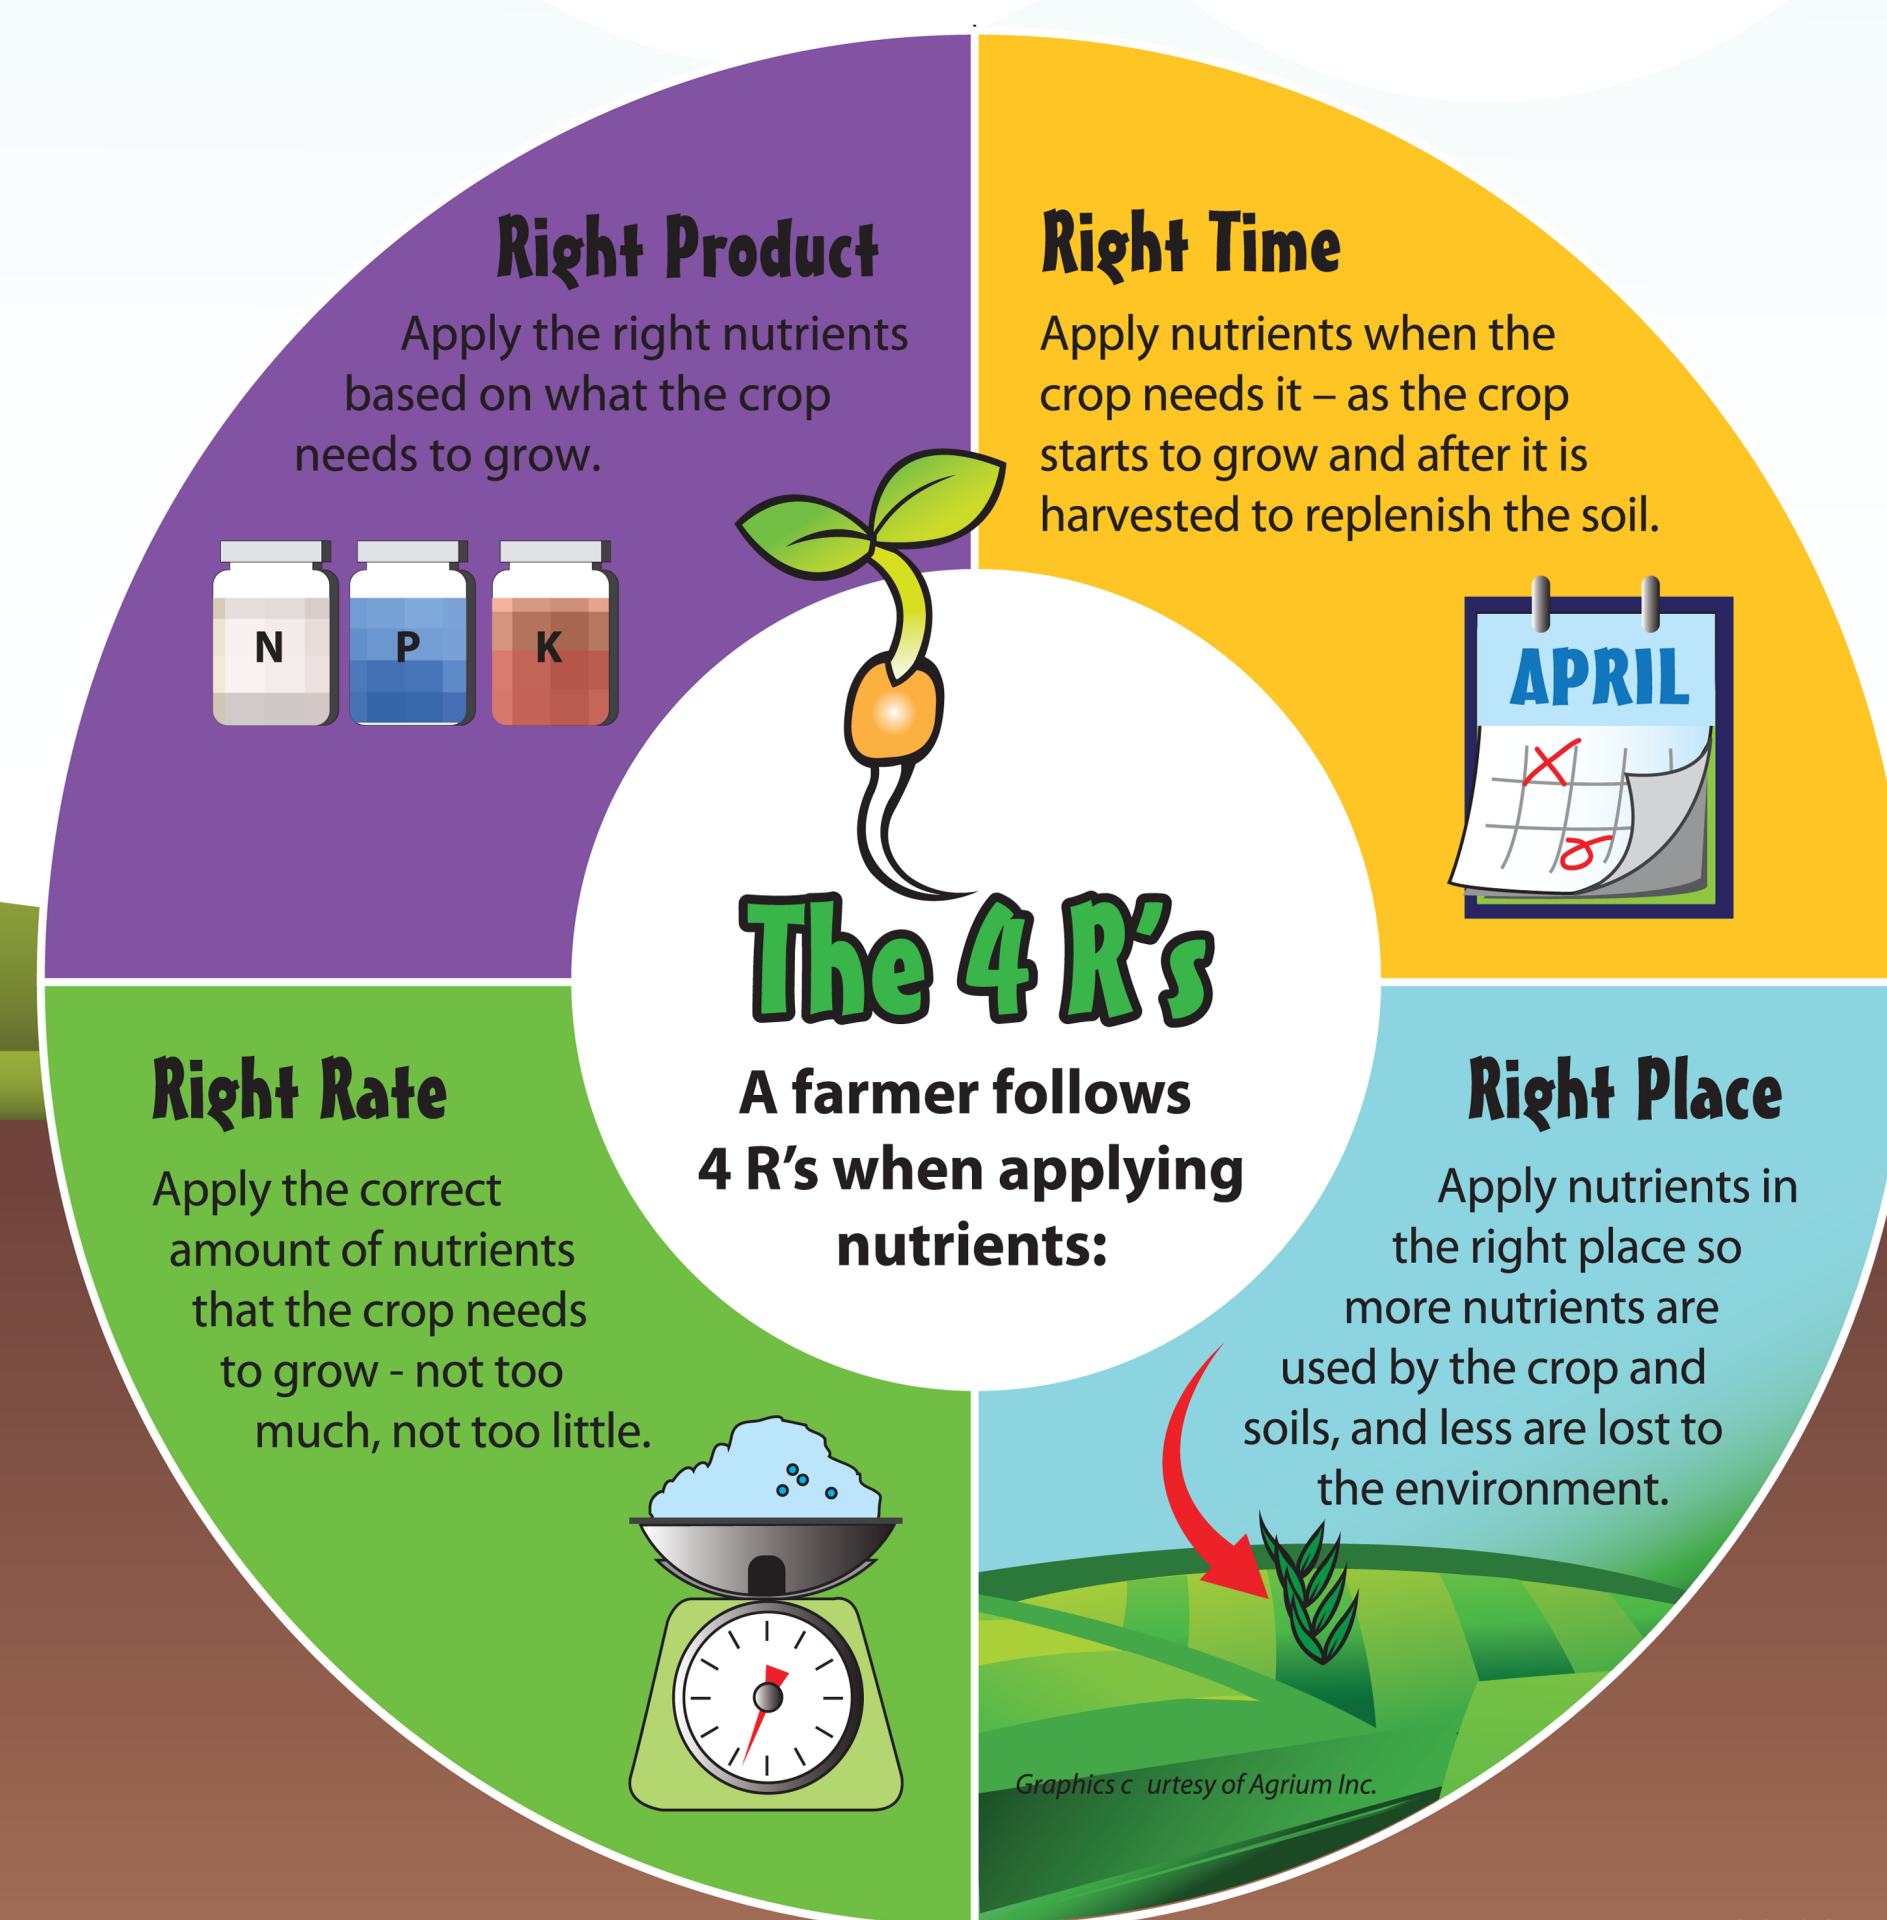 Right Product
Apply the right nutrients
based on what the crop
needs to grow.
N
P
K
Right Time
Apply nutrients when the
crop needs it – as the crop
starts to grow and after it is
harvested to replenish the soil.
APRIL
The 4 R's
A farmer follows
4 R's when applying
nutrients:
Right Rate
Apply the correct
amount of nutrients
that the crop needs
to grow - not too
much, not too little.
Right Place
Apply nutrients in
the right place so
more nutrients are
used by the crop and
soils, and less are lost to
the environment.
Graphics c urtesy of Agrium Inc.